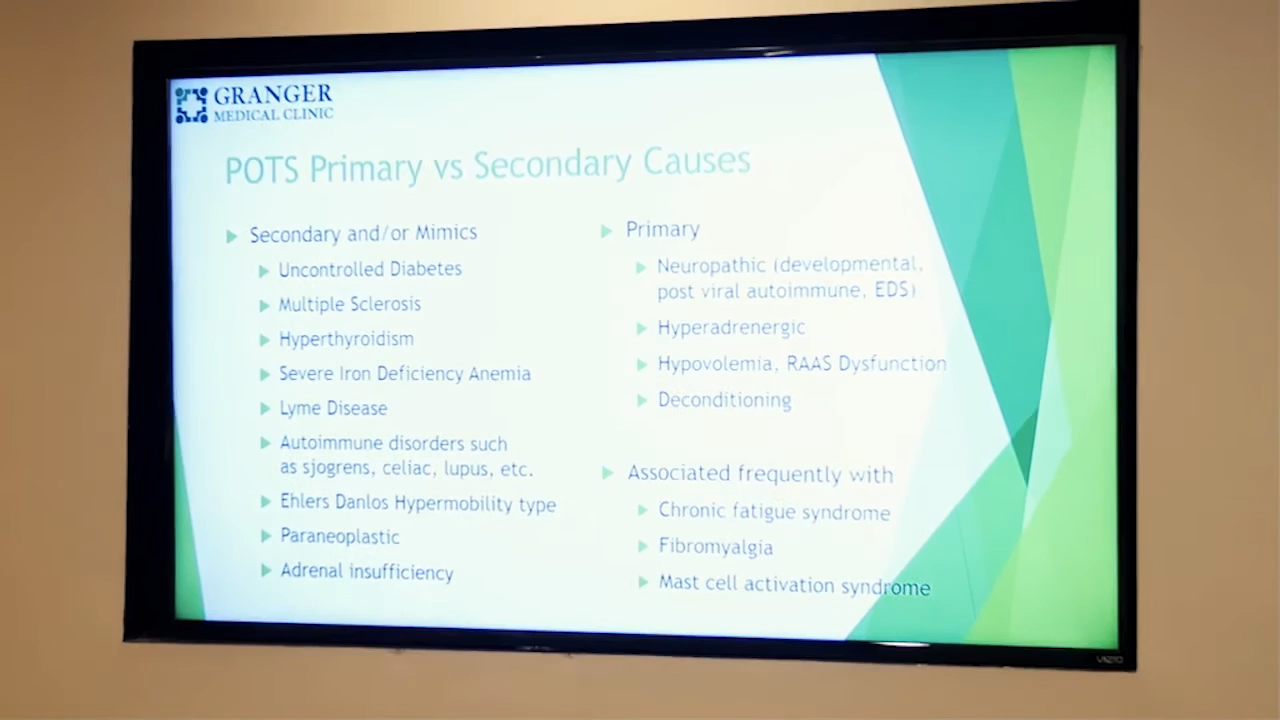 GRANGER
MEDICAL CLINIC
POTS Primary vs Secondary Causes
Secondary and/or Mimics
Uncontrolled Diabetes
Multiple Sclerosis
Hyperthyroidism
Severe Iron Deficiency Anemia
Lyme Disease
Autoimmune disorders such
as sjogrens, celiac, lupus, etc.
Ehlers Danlos Hypermobility type
Paraneoplastic
Adrenal insufficiency
Primary
Neuropathic (developmental,
post viral autoimmune, EDS)
Hyperadrenergic
Hypovolemia, RAAS Dysfunction
Deconditioning
Associated frequently with
Chronic fatigue syndrome
Fibromyalgia
Mast cell activation syndrome
VIZIO